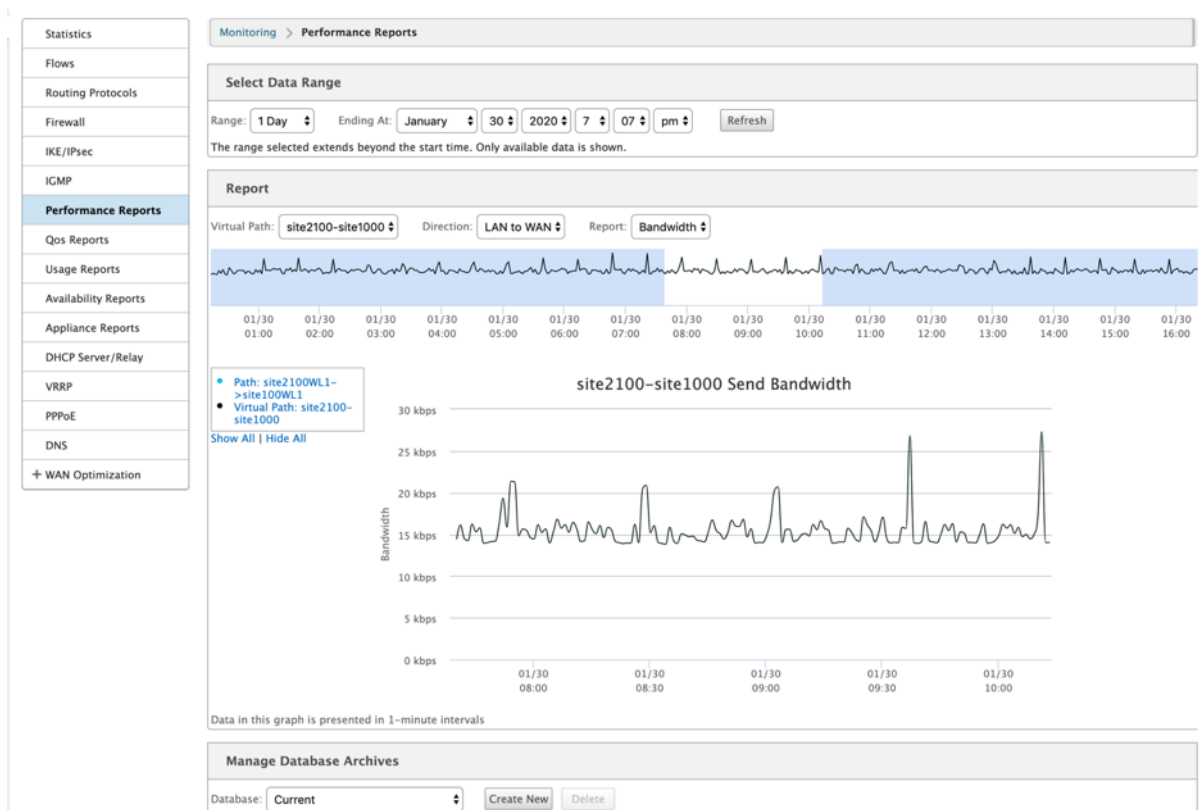 Statistics
Flows
Routing Protocols
Firewall
IKE/IPsec
IGMP
Performance Reports
Qos Reports
Usage Reports
Availability Reports
Appliance Reports
DHCP Server/Relay
VRRP
PPPoE
DNS
+ WAN Optimization
Monitoring > Performance Reports
Select Data Range
Range: 1 Day Ending At: January 30 2020 7 07 pm Refresh
The range selected extends beyond the start time. Only available data is shown.
Report
Virtual Path: site2100-site1000 Direction: LAN to WAN Report: Bandwidth
01/30 01/30 01/30 01/30 01/30 01/30 01/30 01/30 01/30 01/30 01/30 01/30 01/30 01/30 01/30 01/30
01:00 02:00 03:00 04:00 05:00 06:00 07:00 08:00 09:00 10:00 11:00 12:00 13:00 14:00 15:00 16:00
Path: site2100WL1-
>site100WL1
Virtual Path: site2100-
site1000
Show All | Hide All
site2100-site1000 Send Bandwidth
30 kbps
25 kbps
20 kbps
15 kbps
10 kbps
5 kbps
0 kbps
Bandwidth
01/30 01/30 01/30 01/30 01/30
08:00 08:30 09:00 09:30 10:00
Data in this graph is presented in 1-minute intervals
Manage Database Archives
Database: Current Create New Delete